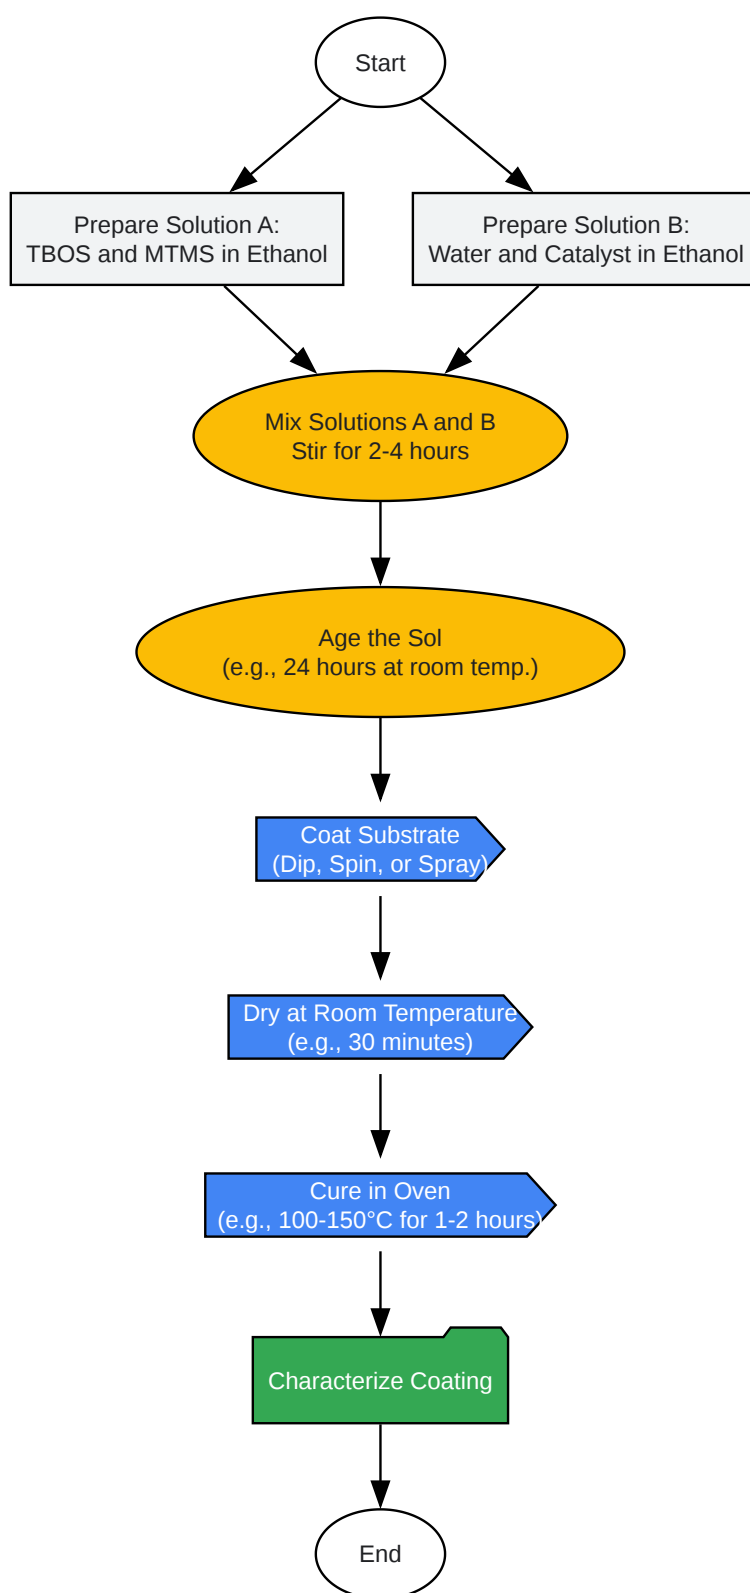 Start
Prepare Solution A:
TBOS and MTMS in Ethanol
Prepare Solution B:
Water and Catalyst in Ethanol
Mix Solutions A and B
Stir for 2-4 hours
Age the Sol
(e.g., 24 hours at room temp.)
Coat Substrate
(Dip, Spin, or Spray)
Dry at Room Temperature
(e.g., 30 minutes)
Cure in Oven
(e.g., 100-150°C for 1-2 hours)
Characterize Coating
End